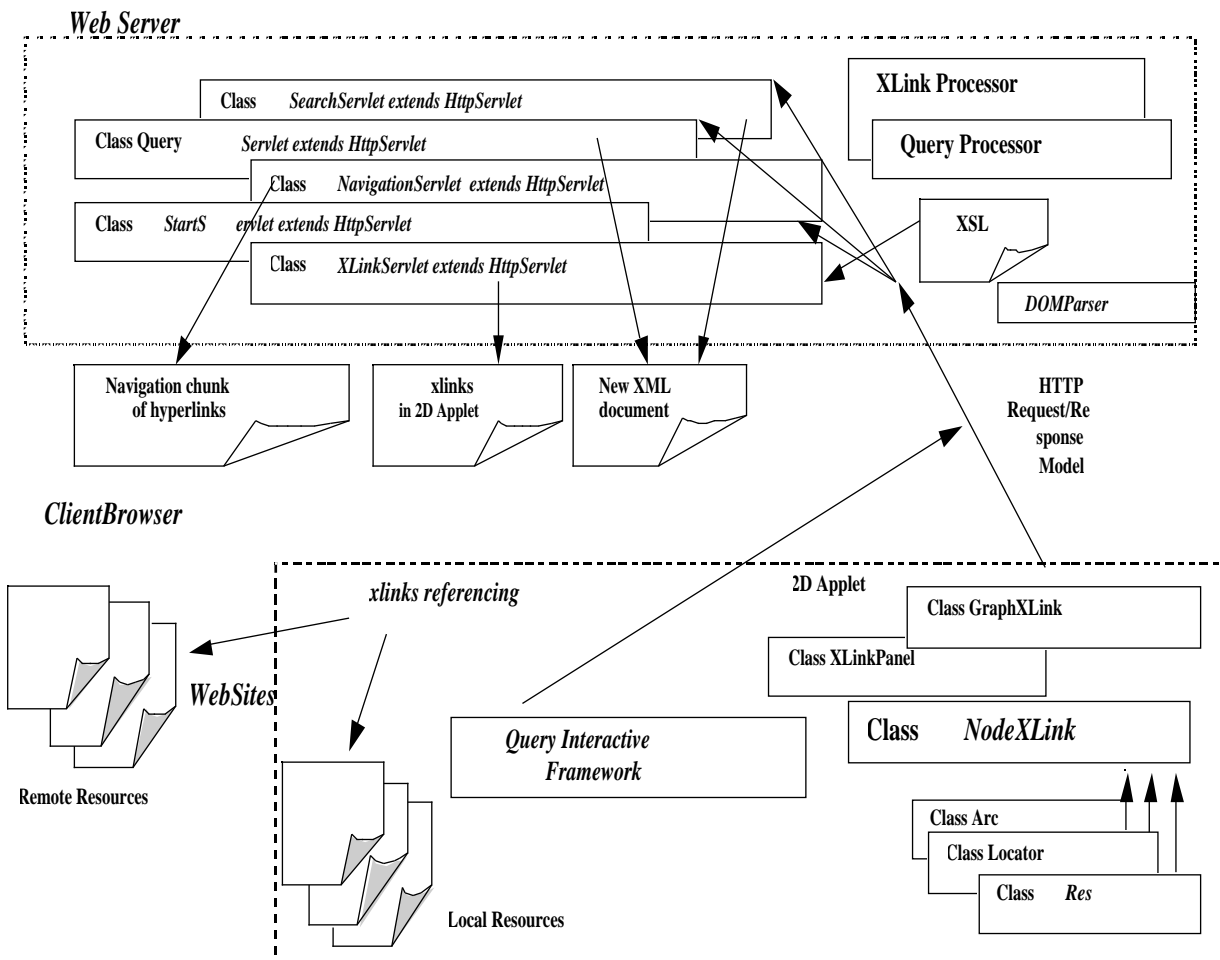 Web Server
Class SearchServlet extends HttpServlet
Class Query Servlet extends HttpServlet
Class NavigationServlet extends HttpServlet
Class StartS ervlet extends HttpServlet
Class XLinkServlet extends HttpServlet
XLink Processor
Query Processor
XSL
DOMParser
Navigation chunk
of hyperlinks
xlinks
in 2D Applet
New XML
document
HTTP
Request/Re
sponse
Model
ClientBrowser
xlinks referencing
2D Applet
Class GraphXLink
Class XLinkPanel
WebSites
Class NodeXLink
Query Interactive
Framework
Remote Resources
Class Arc
Class Locator
Class Res
Local Resources